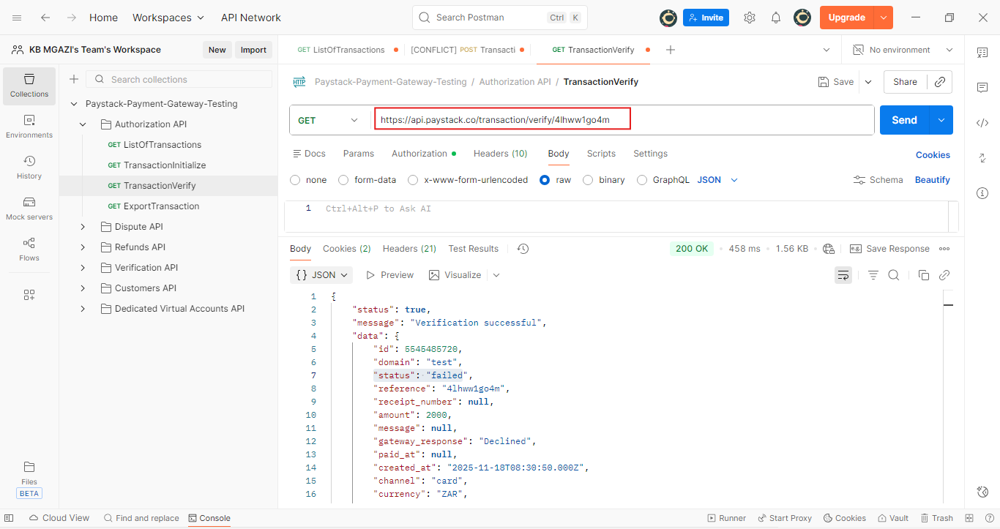 Home Workspaces API Network Search Postman Ctrl K Invite Upgrade
KB MGAZI's Team's Workspace New Import GET ListOfTransactions [CONFLICT] POST Transacti GET TransactionVerify No environment
Collections
Environments
History
Mock servers
Flows
Files
BETA
Search collections
Paystack-Payment-Gateway-Testing
Authorization API
GET ListOfTransactions
GET TransactionInitialize
GET TransactionVerify
GET ExportTransaction
Dispute API
Refunds API
Verification API
Customers API
Dedicated Virtual Accounts API
HTTP Paystack-Payment-Gateway-Testing / Authorization API / TransactionVerify Save Share
GET https://api.paystack.co/transaction/verify/4lhww1go4m Send
Docs Params Authorization Headers (10) Body Scripts Settings Cookies
none form-data x-www-form-urlencoded raw binary GraphQL JSON Schema Beautify
1 Ctrl+Alt+P to Ask AI
Body Cookies (2) Headers (21) Test Results 200 OK 458 ms 1.56 KB e.g. Save Response
{} JSON Preview Visualize
1 {
2 "status": true,
3 "message": "Verification successful",
4 "data": {
5 "id": 5545485720,
6 "domain": "test",
7 "status": "failed",
8 "reference": "4lhww1go4m",
9 "receipt_number": null,
10 "amount": 2000,
11 "message": null,
12 "gateway_response": "Declined",
13 "paid_at": null,
14 "created_at": "2025-11-18T08:30:50.000Z",
15 "channel": "card",
16 "currency": "ZAR",
Cloud View Find and replace Console Runner Start Proxy Cookies Vault Trash